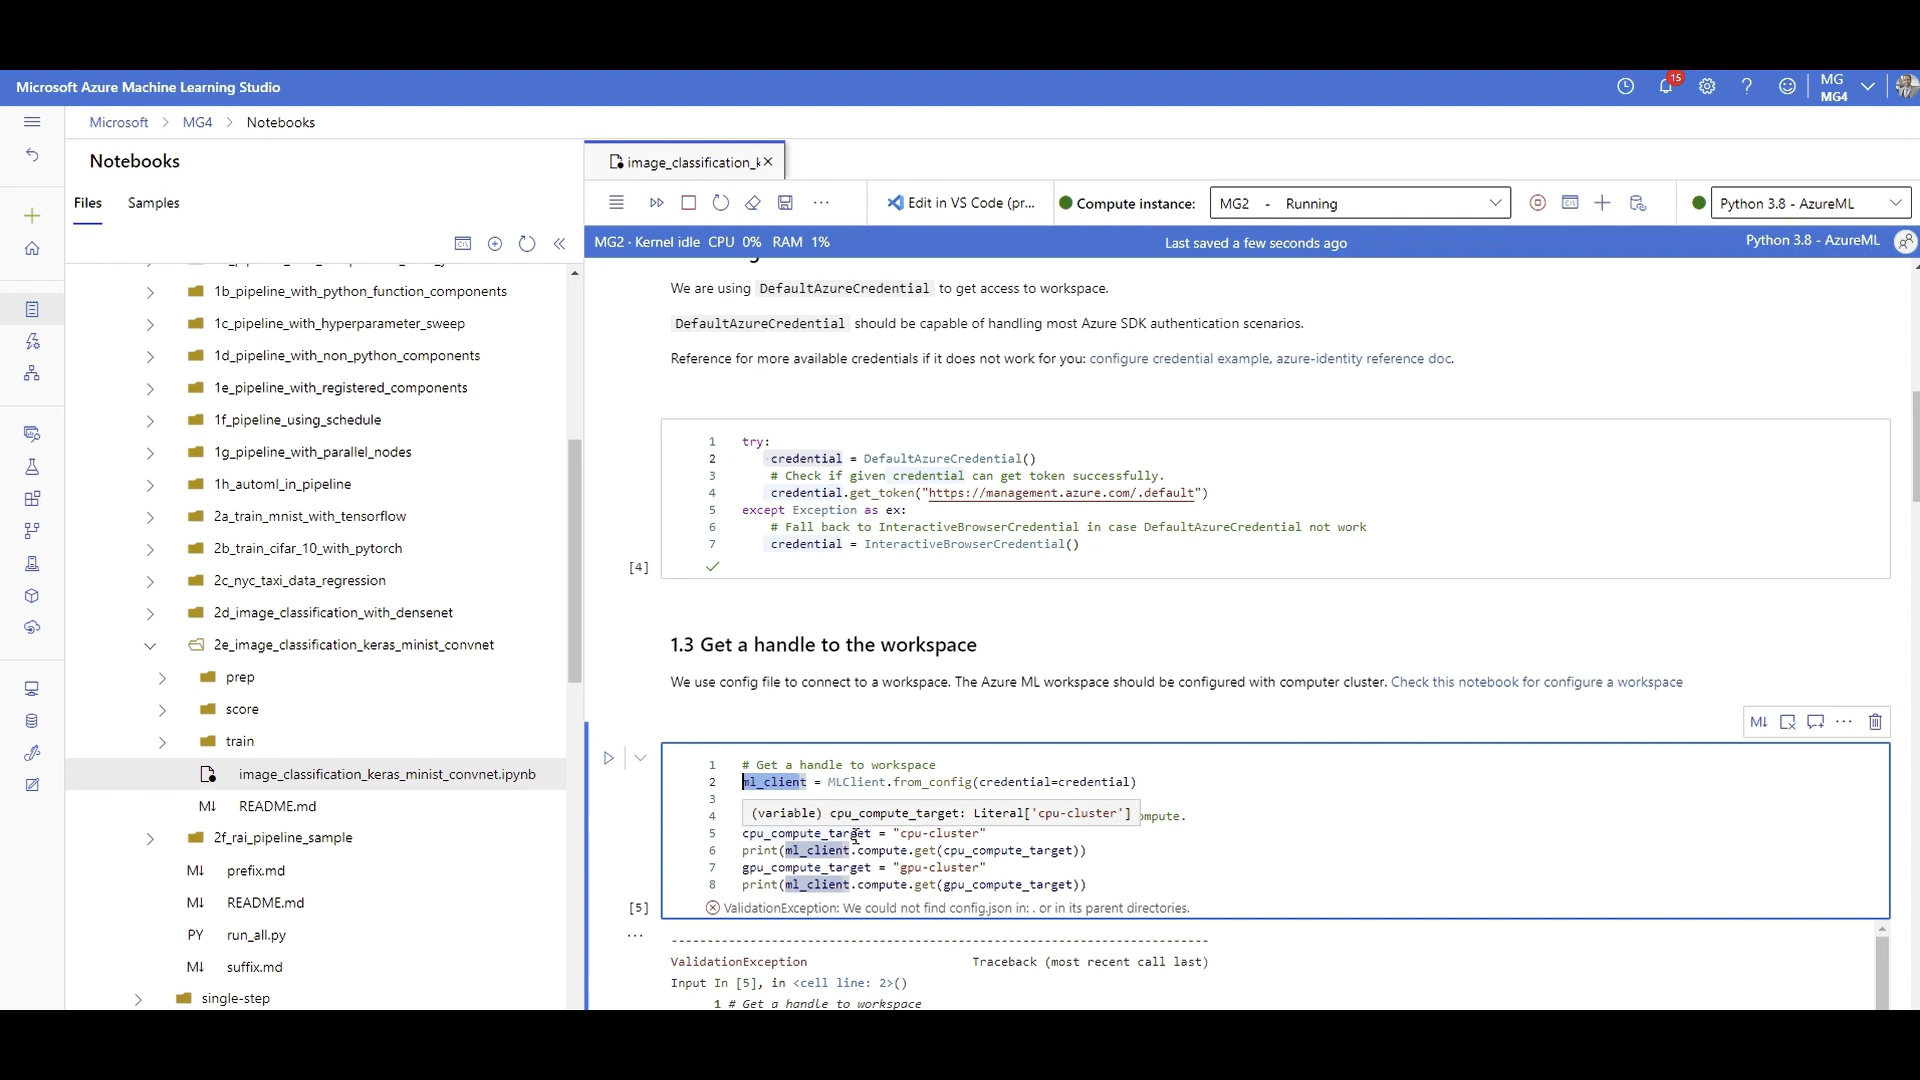 Microsoft Azure Machine Learning Studio
15
MG
MG4
Microsoft > MG4 > Notebooks
Notebooks
Files
Samples
1b_pipeline_with_python_function_components
1c_pipeline_with_hyperparameter_sweep
1d_pipeline_with_non_python_components
1e_pipeline_with_registered_components
1f_pipeline_using_schedule
1g_pipeline_with_parallel_nodes
1h_automl_in_pipeline
2a_train_mnist_with_tensorflow
2b_train_cifar_10_with_pytorch
2c_nyc_taxi_data_regression
2d_image_classification_with_densenet
2e_image_classification_keras_minist_convnet
prep
score
train
image_classification_keras_minist_convnet.ipynb
M↓ README.md
2f_rai_pipeline_sample
M↓ prefix.md
M↓ README.md
PY run_all.py
M↓ suffix.md
single-step
image_classification_k
Edit in VS Code (pr...
Compute instance:
MG2 - Running
Python 3.8 - AzureML
MG2 · Kernel idle CPU 0% RAM 1%
Last saved a few seconds ago
Python 3.8 - AzureML
We are using DefaultAzureCredential to get access to workspace.
DefaultAzureCredential should be capable of handling most Azure SDK authentication scenarios.
Reference for more available credentials if it does not work for you: configure credential example, azure-identity reference doc.
1 try:
2 credential = DefaultAzureCredential()
3 # Check if given credential can get token successfully.
4 credential.get_token("https://management.azure.com/.default")
5 except Exception as ex:
6 # Fall back to InteractiveBrowserCredential in case DefaultAzureCredential not work
7 credential = InteractiveBrowserCredential()
[4]
1.3 Get a handle to the workspace
We use config file to connect to a workspace. The Azure ML workspace should be configured with computer cluster. Check this notebook for configure a workspace
M↓
1 # Get a handle to workspace
2 ml_client = MLClient.from_config(credential=credential)
3
(variable) cpu_compute_target: Literal['cpu-cluster']
4 ompute.
5 cpu_compute_target = "cpu-cluster"
6 print(ml_client.compute.get(cpu_compute_target))
7 gpu_compute_target = "gpu-cluster"
8 print(ml_client.compute.get(gpu_compute_target))
[5] ValidationException: We could not find config.json in: . or in its parent directories.
---------------------------------------------------------------------------
ValidationException Traceback (most recent call last)
Input In [5], in <cell line: 2>()
1 # Get a handle to workspace